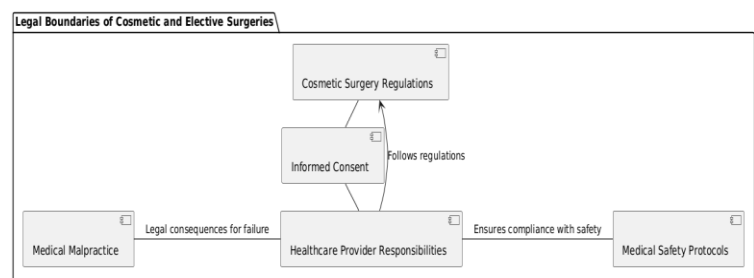 Legal Boundaries of Cosmetic and Elective Surgeries
Cosmetic Surgery Regulations
Informed Consent
Follows regulations
Medical Malpractice
Legal consequences for failure
Healthcare Provider Responsibilities
Ensures compliance with safety
Medical Safety Protocols